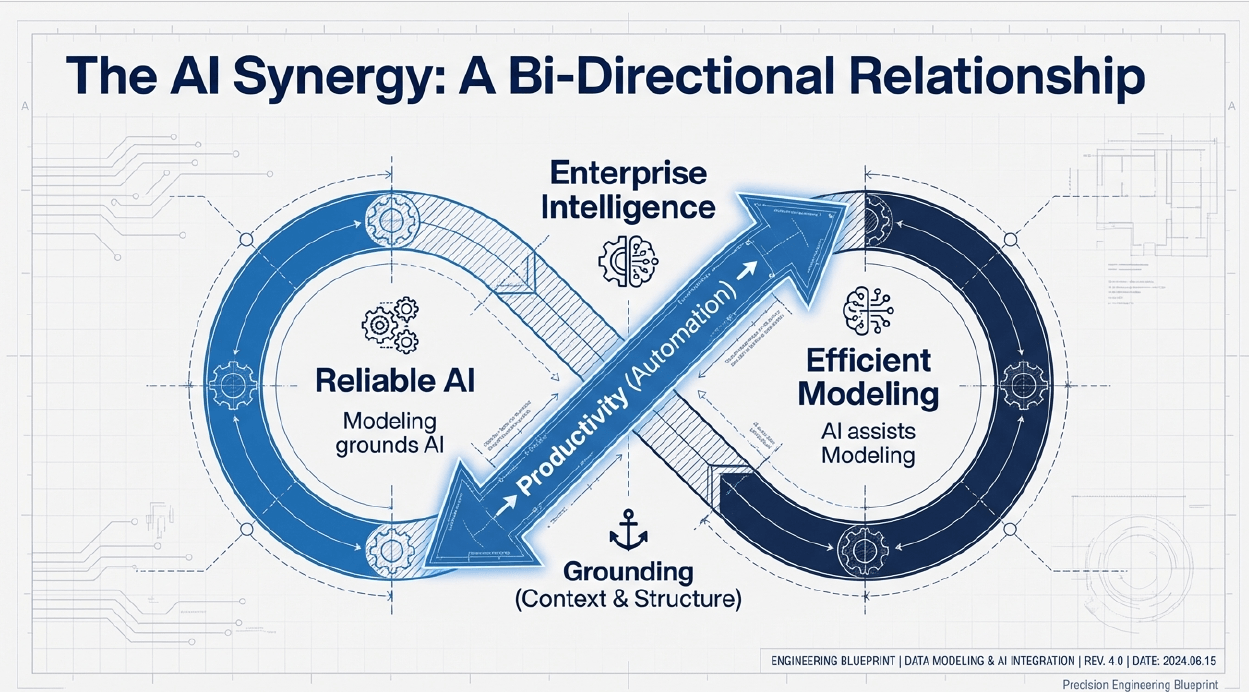 The AI Synergy: A Bi-Directional Relationship
A
A
Enterprise
Intelligence
Reliable AI
Modeling
grounds AI
Productivity (Automation)
Efficient
Modeling
AI assists
Modeling
Grounding
(Context & Structure)
ENGINEERING BLUEPRINT | DATA MODELING & AI INTEGRATION | REV. 4.0 | DATE: 2024.06.15
Precision Engineering Blueprint